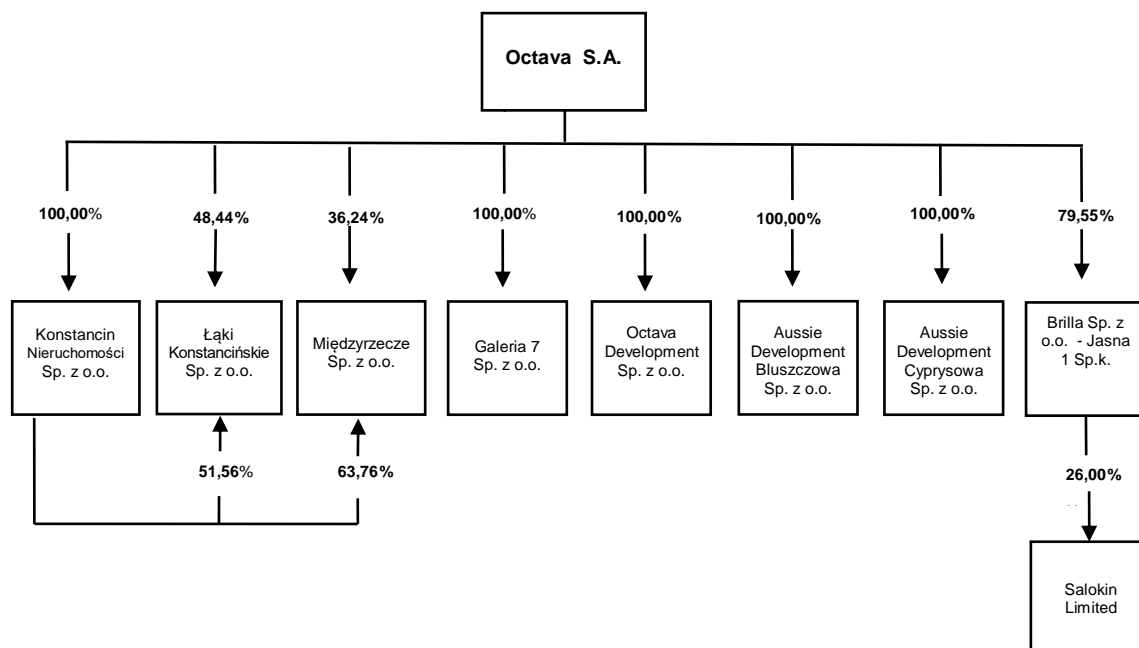 Octava S.A.
100,00%
48,44%
36,24%
100,00%
100,00%
100,00%
100,00%
79,55%
Konstancin
Nieruchomości
Sp. z o.o.
Łąki
Konstancińskie
Sp. z o.o.
Międzyrzecze
Sp. z o.o.
Galeria 7
Sp. z o.o.
Octava
Development
Sp. z o.o.
Aussie
Development
Bluszczowa
Sp. z o.o.
Aussie
Development
Cyprysowa
Sp. z o.o.
Brilla Sp. z
o.o. - Jasna
1 Sp.k.
51,56%
63,76%
26,00%
Salokin
Limited